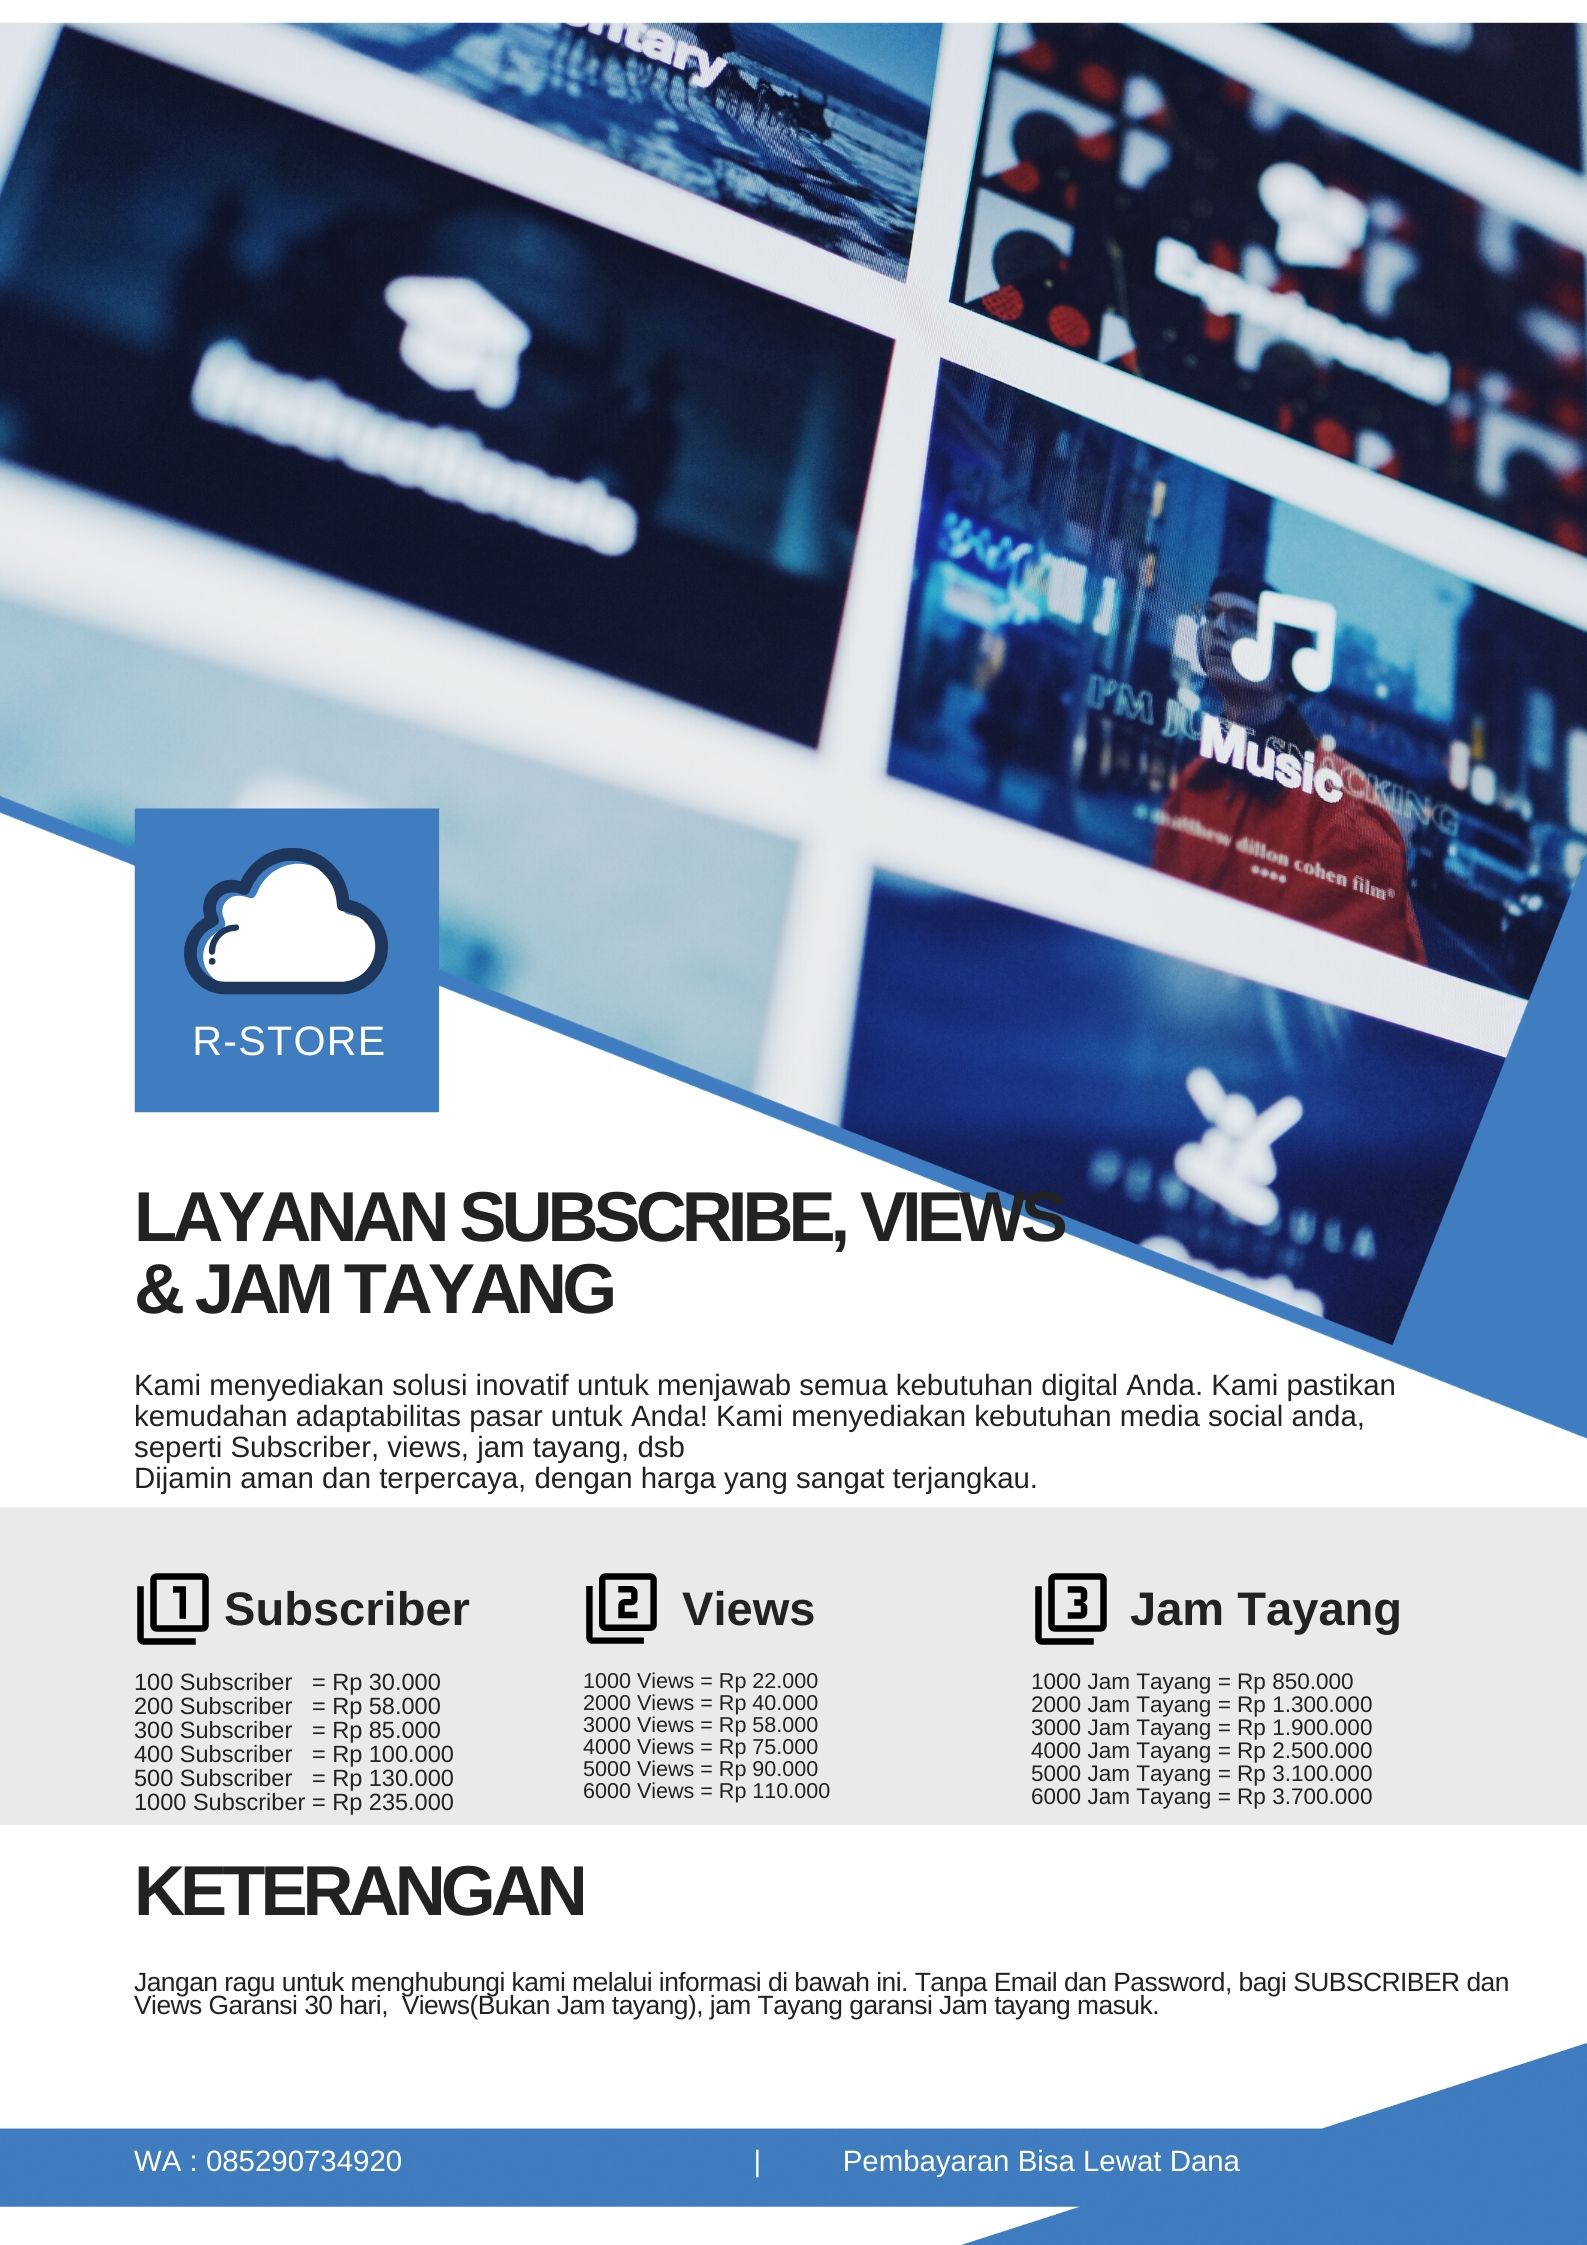 ntary
Music
matthew dillon cohen film®
R-STORE
LAYANAN SUBSCRIBE, VIEWS
& JAM TAYANG
Kami menyediakan solusi inovatif untuk menjawab semua kebutuhan digital Anda. Kami pastikan
kemudahan adaptabilitas pasar untuk Anda! Kami menyediakan kebutuhan media social anda,
seperti Subscriber, views, jam tayang, dsb
Dijamin aman dan terpercaya, dengan harga yang sangat terjangkau.
1 Subscriber
100 Subscriber = Rp 30.000
200 Subscriber = Rp 58.000
300 Subscriber = Rp 85.000
400 Subscriber = Rp 100.000
500 Subscriber = Rp 130.000
1000 Subscriber = Rp 235.000
2 Views
1000 Views = Rp 22.000
2000 Views = Rp 40.000
3000 Views = Rp 58.000
4000 Views = Rp 75.000
5000 Views = Rp 90.000
6000 Views = Rp 110.000
3 Jam Tayang
1000 Jam Tayang = Rp 850.000
2000 Jam Tayang = Rp 1.300.000
3000 Jam Tayang = Rp 1.900.000
4000 Jam Tayang = Rp 2.500.000
5000 Jam Tayang = Rp 3.100.000
6000 Jam Tayang = Rp 3.700.000
KETERANGAN
Jangan ragu untuk menghubungi kami melalui informasi di bawah ini. Tanpa Email dan Password, bagi SUBSCRIBER dan
Views Garansi 30 hari, Views(Bukan Jam tayang), jam Tayang garansi Jam tayang masuk.
WA : 085290734920 | Pembayaran Bisa Lewat Dana